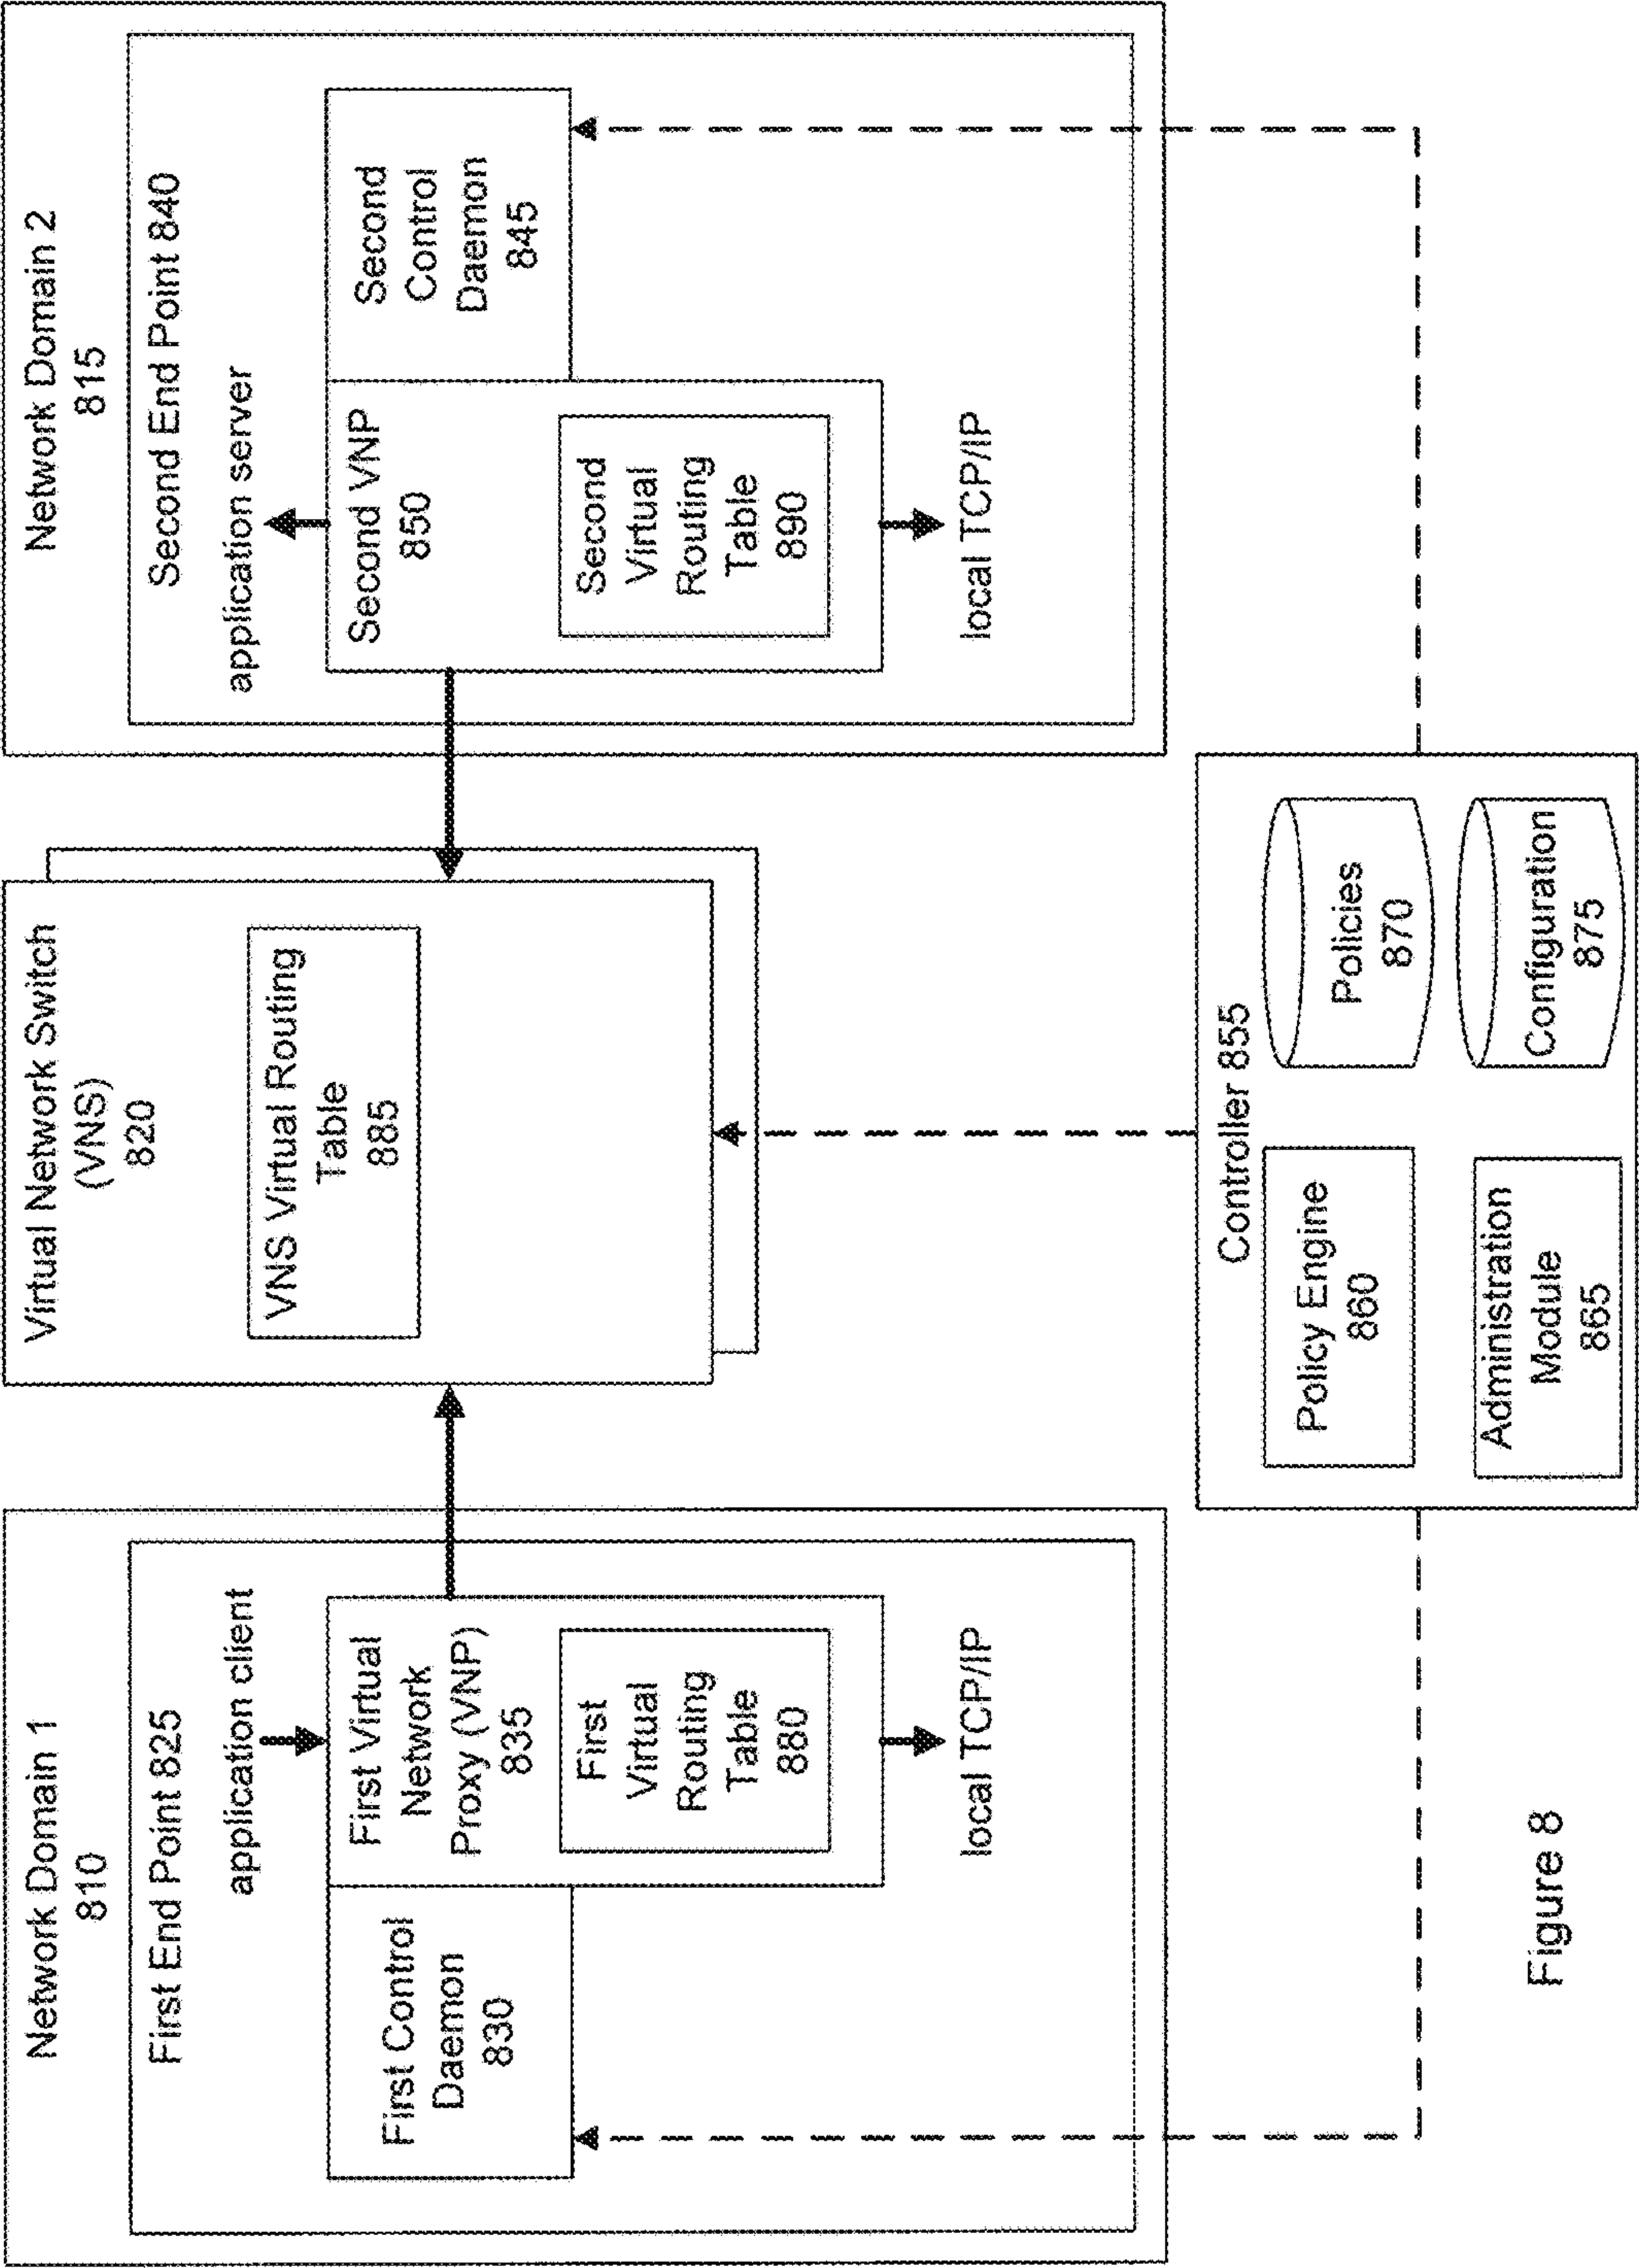 Network Domain 1
810
First End Point 825
application client
First Control
Daemon
830
First Virtual
Network
Proxy (VNP)
835
First
Virtual
Routing
Table
880
local TCP/IP
Virtual Network Switch
(VNS)
820
VNS Virtual Routing
Table
885
Network Domain 2
815
Second End Point 840
application server
Second VNP
850
Second
Virtual
Routing
Table
890
Second
Control
Daemon
845
local TCP/IP
Controller 855
Policy Engine
860
Policies
870
Administration
Module
865
Configuration
875
Figure 8